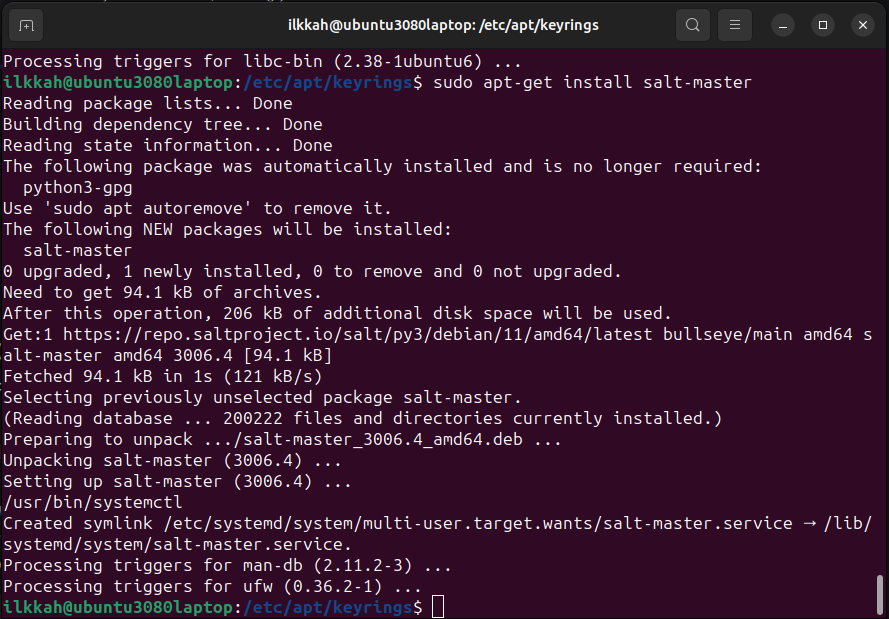 ilkkah@ubuntu3080laptop: /etc/apt/keyrings
Processing triggers for libc-bin (2.38-1ubuntu6) ...
ilkkah@ubuntu3080laptop:/etc/apt/keyrings$ sudo apt-get install salt-master
Reading package lists... Done
Building dependency tree... Done
Reading state information... Done
The following package was automatically installed and is no longer required:
  python3-gpg
Use 'sudo apt autoremove' to remove it.
The following NEW packages will be installed:
  salt-master
0 upgraded, 1 newly installed, 0 to remove and 0 not upgraded.
Need to get 94.1 kB of archives.
After this operation, 206 kB of additional disk space will be used.
Get:1 https://repo.saltproject.io/salt/py3/debian/11/amd64/latest bullseye/main amd64 s
alt-master amd64 3006.4 [94.1 kB]
Fetched 94.1 kB in 1s (121 kB/s)
Selecting previously unselected package salt-master.
(Reading database ... 200222 files and directories currently installed.)
Preparing to unpack .../salt-master_3006.4_amd64.deb ...
Unpacking salt-master (3006.4) ...
Setting up salt-master (3006.4) ...
/usr/bin/systemctl
Created symlink /etc/systemd/system/multi-user.target.wants/salt-master.service → /lib/
systemd/system/salt-master.service.
Processing triggers for man-db (2.11.2-3) ...
Processing triggers for ufw (0.36.2-1) ...
ilkkah@ubuntu3080laptop:/etc/apt/keyrings$